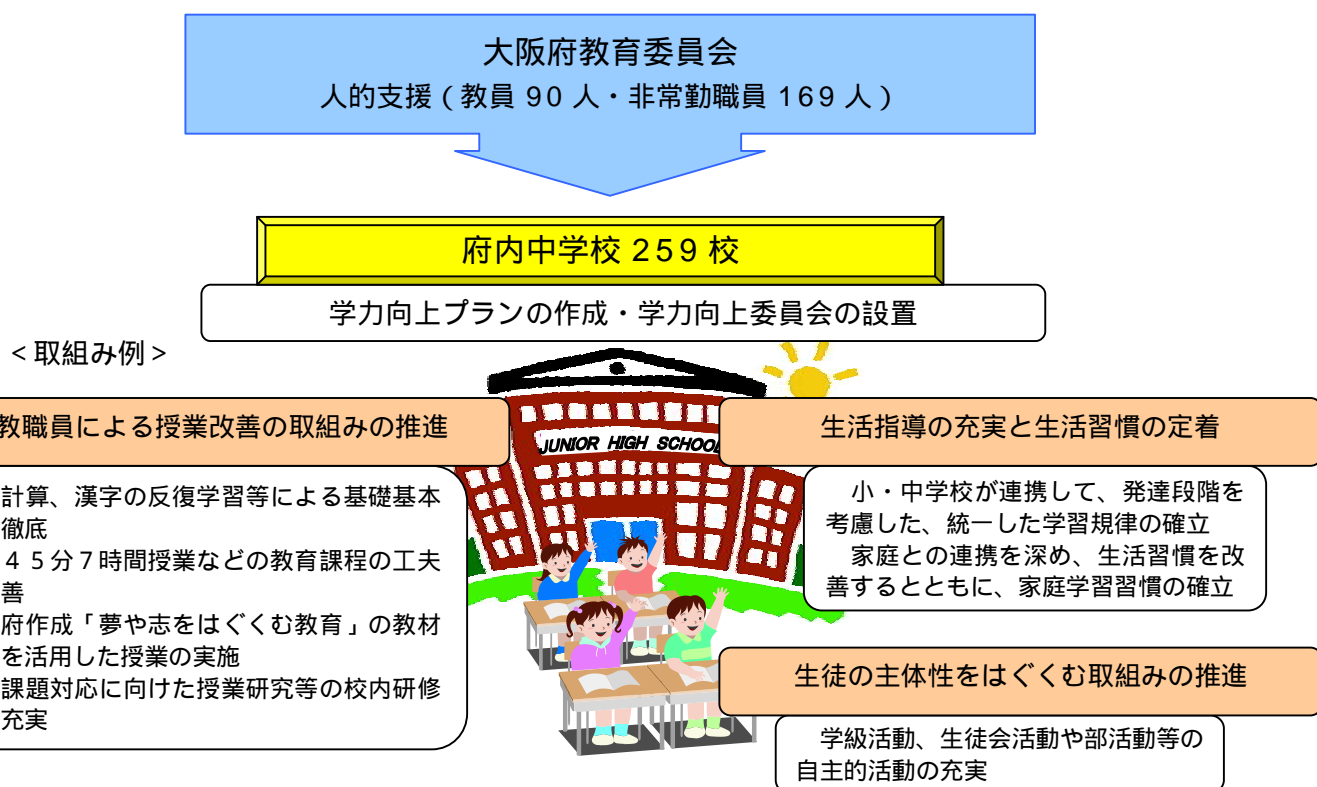 大阪府教育委員会
人的支援(教員 90 人・非常勤職員 169 人)
府内中学校 259 校
学力向上プランの作成・学力向上委員会の設置
<取組み例>
教職員による授業改善の取組みの推進
計算、漢字の反復学習等による基礎基本
徹底
45分7時間授業などの教育課程の工夫
善
府作成「夢や志をはぐくむ教育」の教材
を活用した授業の実施
課題対応に向けた授業研究等の校内研修
充実
JUNIOR HIGH SCHOOL
生活指導の充実と生活習慣の定着
小・中学校が連携して、発達段階を
考慮した、統一した学習規律の確立
家庭との連携を深め、生活習慣を改
善するとともに、家庭学習習慣の確立
生徒の主体性をはぐくむ取組みの推進
学級活動、生徒会活動や部活動等の
自主的活動の充実